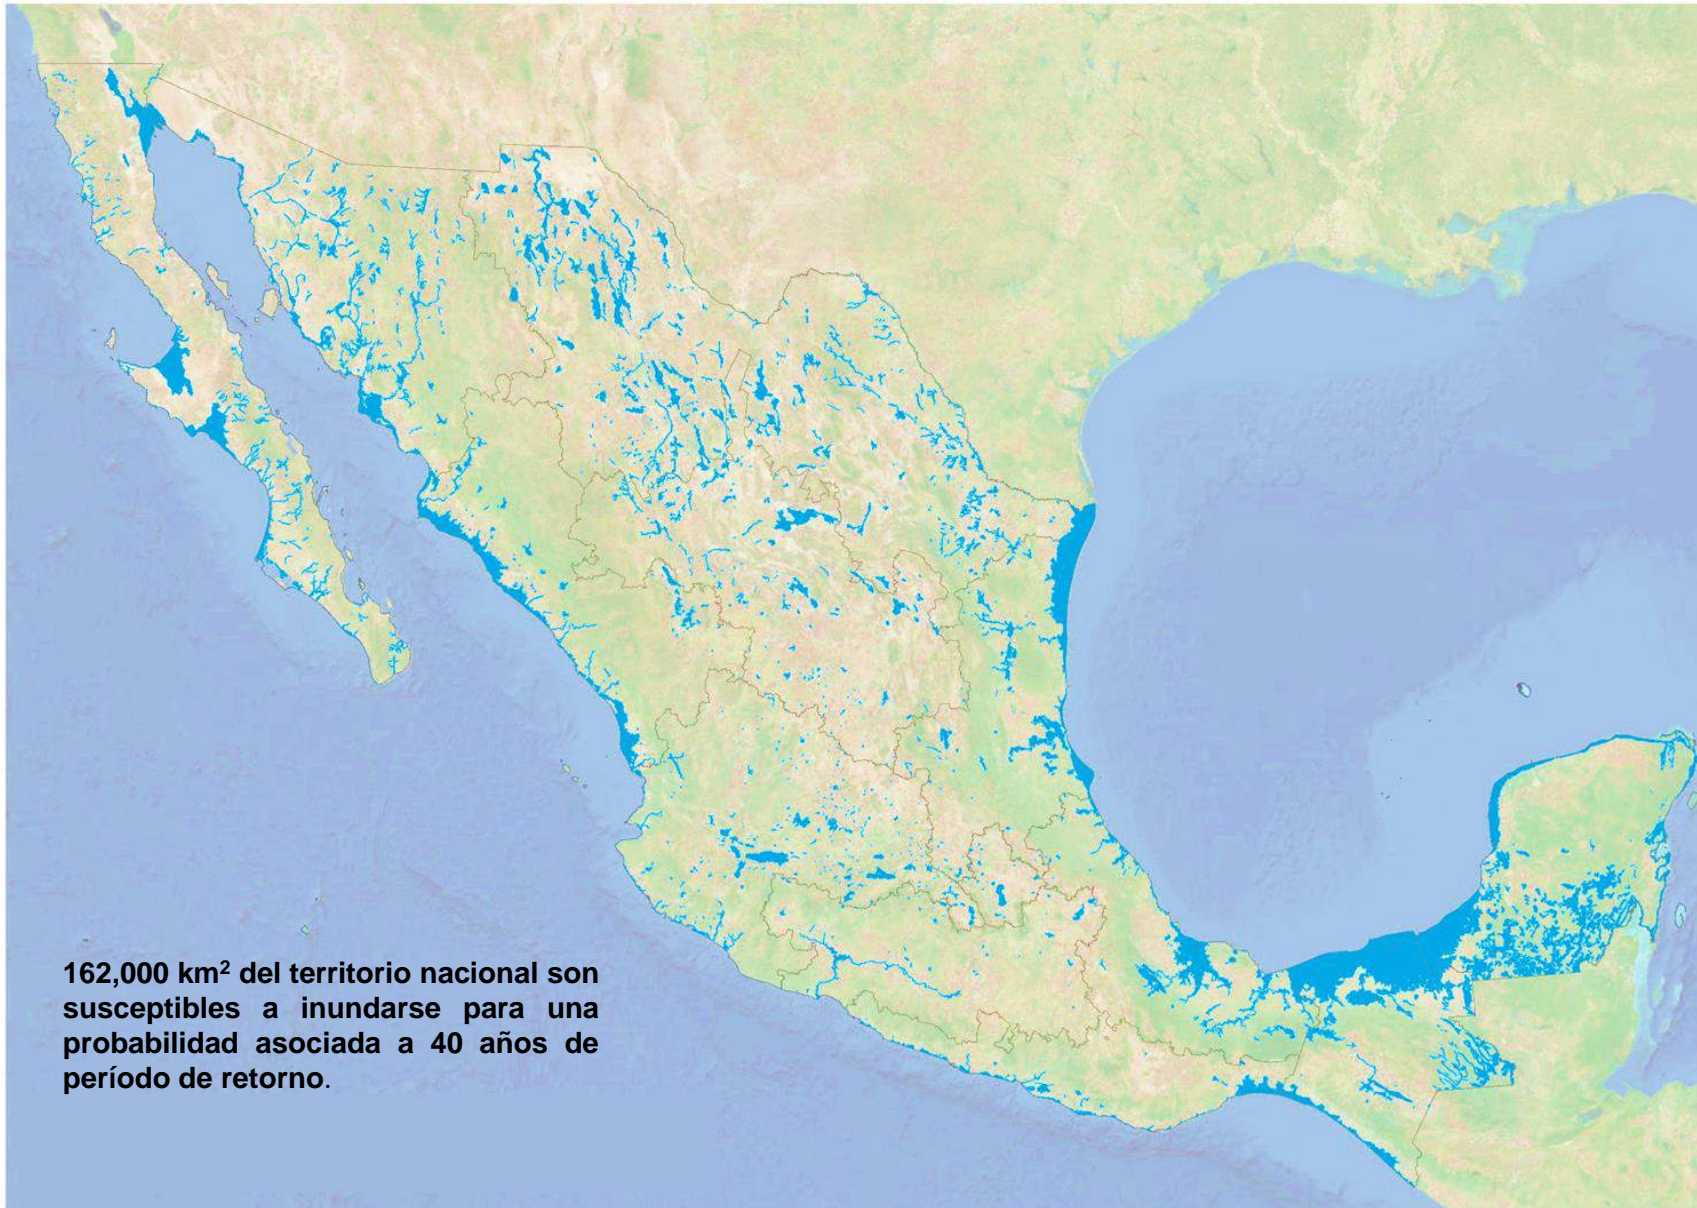 162,000 km² del territorio nacional son
susceptibles a inundarse para una
probabilidad asociada a 40 años de
período de retorno.